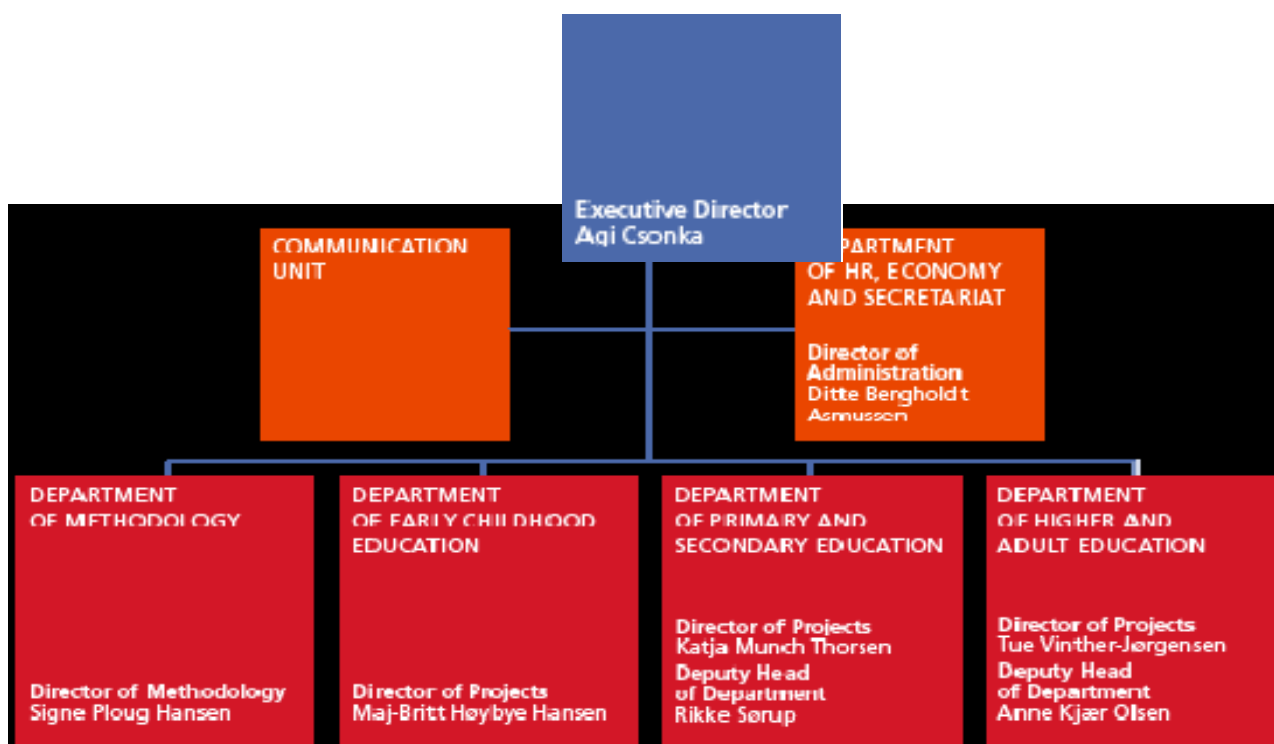 Executive Director
Agi Csonka
COMMUNICATION
UNIT
DEPARTMENT
OF HR, ECONOMY
AND SECRETARIAT
Director of
Administration
Ditte Bergholdt
Asmussen
DEPARTMENT
OF METHODOLOGY
Director of Methodology
Signe Ploug Hansen
DEPARTMENT
OF EARLY CHILDHOOD
EDUCATION
Director of Projects
Maj-Britt Høybye Hansen
DEPARTMENT
OF PRIMARY AND
SECONDARY EDUCATION
Director of Projects
Katja Munch Thorsen
Deputy Head
of Department
Rikke Sørup
DEPARTMENT
OF HIGHER AND
ADULT EDUCATION
Director of Projects
Tue Vinther-Jørgensen
Deputy Head
of Department
Anne Kjær Olsen